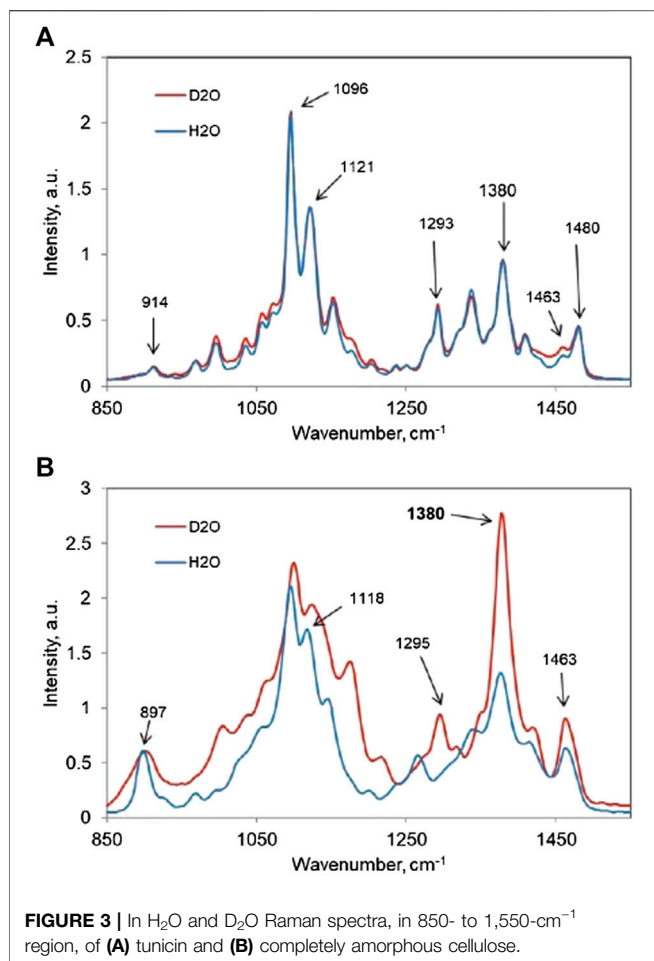 A
2.5
2
1.5
1
0.5
0
Intensity, a.u.
D2O
H2O
914
1096
1121
1293
1380
1463
1480
850
1050
1250
1450
Wavenumber, cm⁻¹
B
3
2.5
2
1.5
1
0.5
0
Intensity, a.u.
D2O
H2O
897
1118
1295
1380
1463
850
1050
1250
1450
Wavenumber, cm⁻¹
FIGURE 3 | In H₂O and D₂O Raman spectra, in 850- to 1,550-cm⁻¹
region, of (A) tunicin and (B) completely amorphous cellulose.